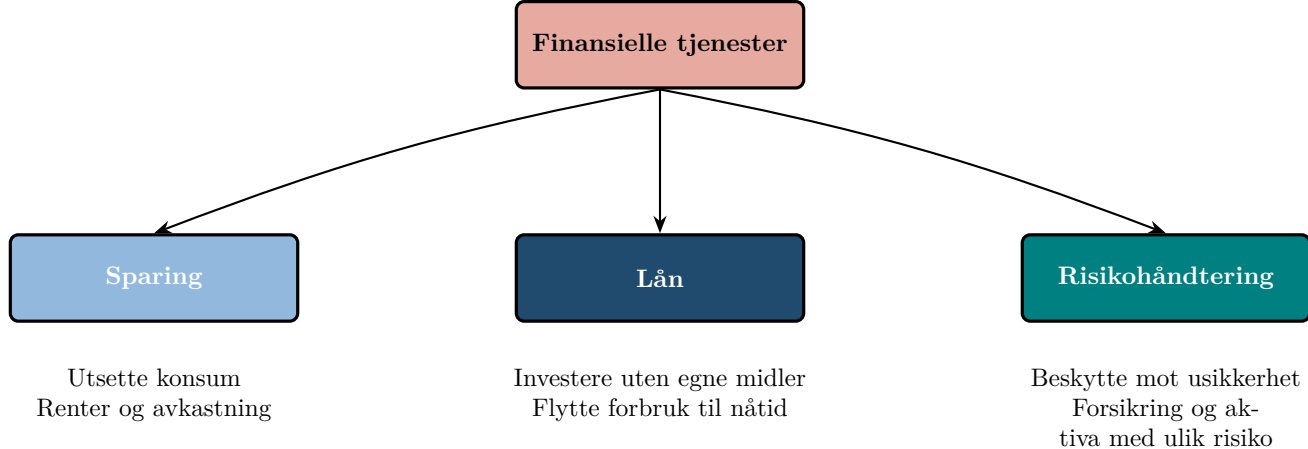 Finansielle tjenester
Sparing
Lån
Risikohåndtering
Utsette konsum
Renter og avkastning
Investere uten egne midler
Flytte forbruk til nåtid
Beskytte mot usikkerhet
Forsikring og ak-
tiva med ulik risiko